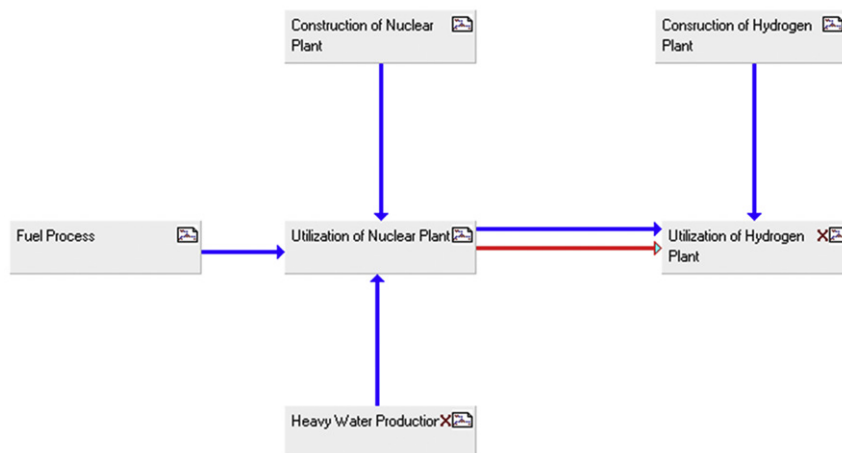 Construction of Nuclear
Plant
Consruction of Hydrogen
Plant
Fuel Process
Utilization of Nuclear Plant
Utilization of Hydrogen
Plant
Heavy Water Production